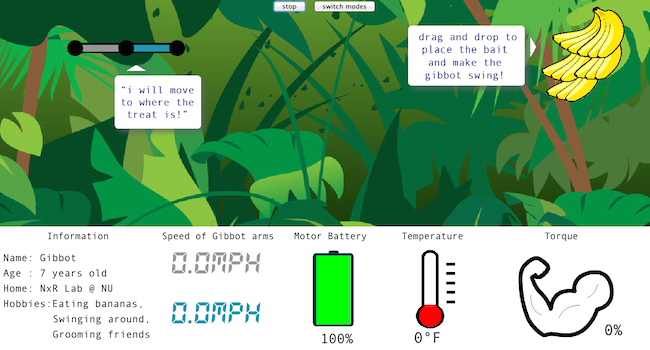 stop
switch modes
drag and drop to
place the bait
and make the
gibbot swing!
“i will move
to where the
treat is!”
Information
Speed of Gibbot arms
Motor Battery
Temperature
Torque
Name: Gibbot
Age : 7 years old
Home: NxR Lab @ NU
Hobbies:Eating bananas,
Swinging around,
Grooming friends
0.0MPH
0.0MPH
100%
0°F
0%